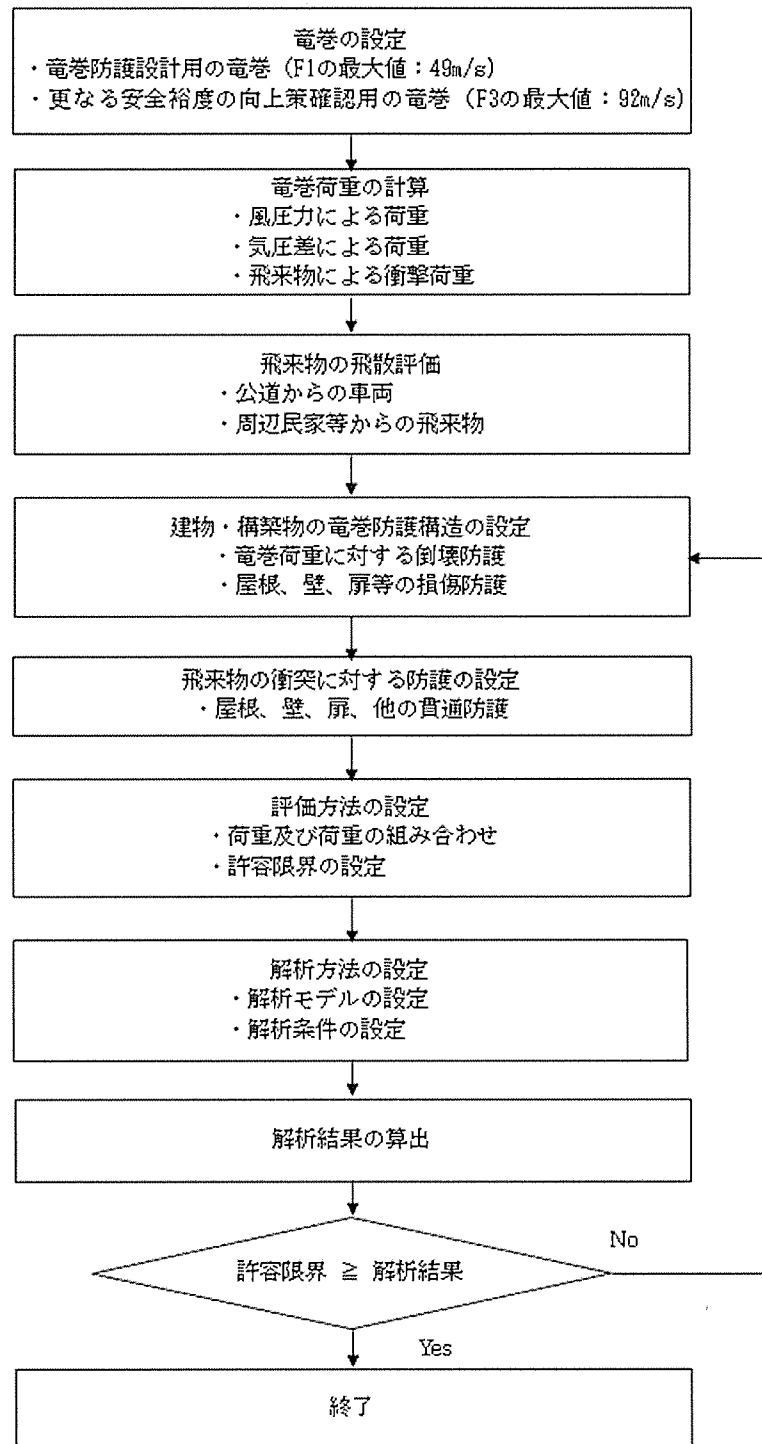 竜巻の設定
・竜巻防護設計用の竜巻（F1の最大値：49m/s）
・更なる安全裕度の向上策確認用の竜巻（F3の最大値：92m/s）
竜巻荷重の計算
・風圧力による荷重
・気圧差による荷重
・飛来物による衝撃荷重
飛来物の飛散評価
・公道からの車両
・周辺民家等からの飛来物
建物・構築物の竜巻防護構造の設定
・竜巻荷重に対する倒壊防護
・屋根、壁、扉等の損傷防護
飛来物の衝突に対する防護の設定
・屋根、壁、扉、他の貫通防護
評価方法の設定
・荷重及び荷重の組み合わせ
・許容限界の設定
解析方法の設定
・解析モデルの設定
・解析条件の設定
解析結果の算出
No
許容限界 ≧ 解析結果
Yes
終了